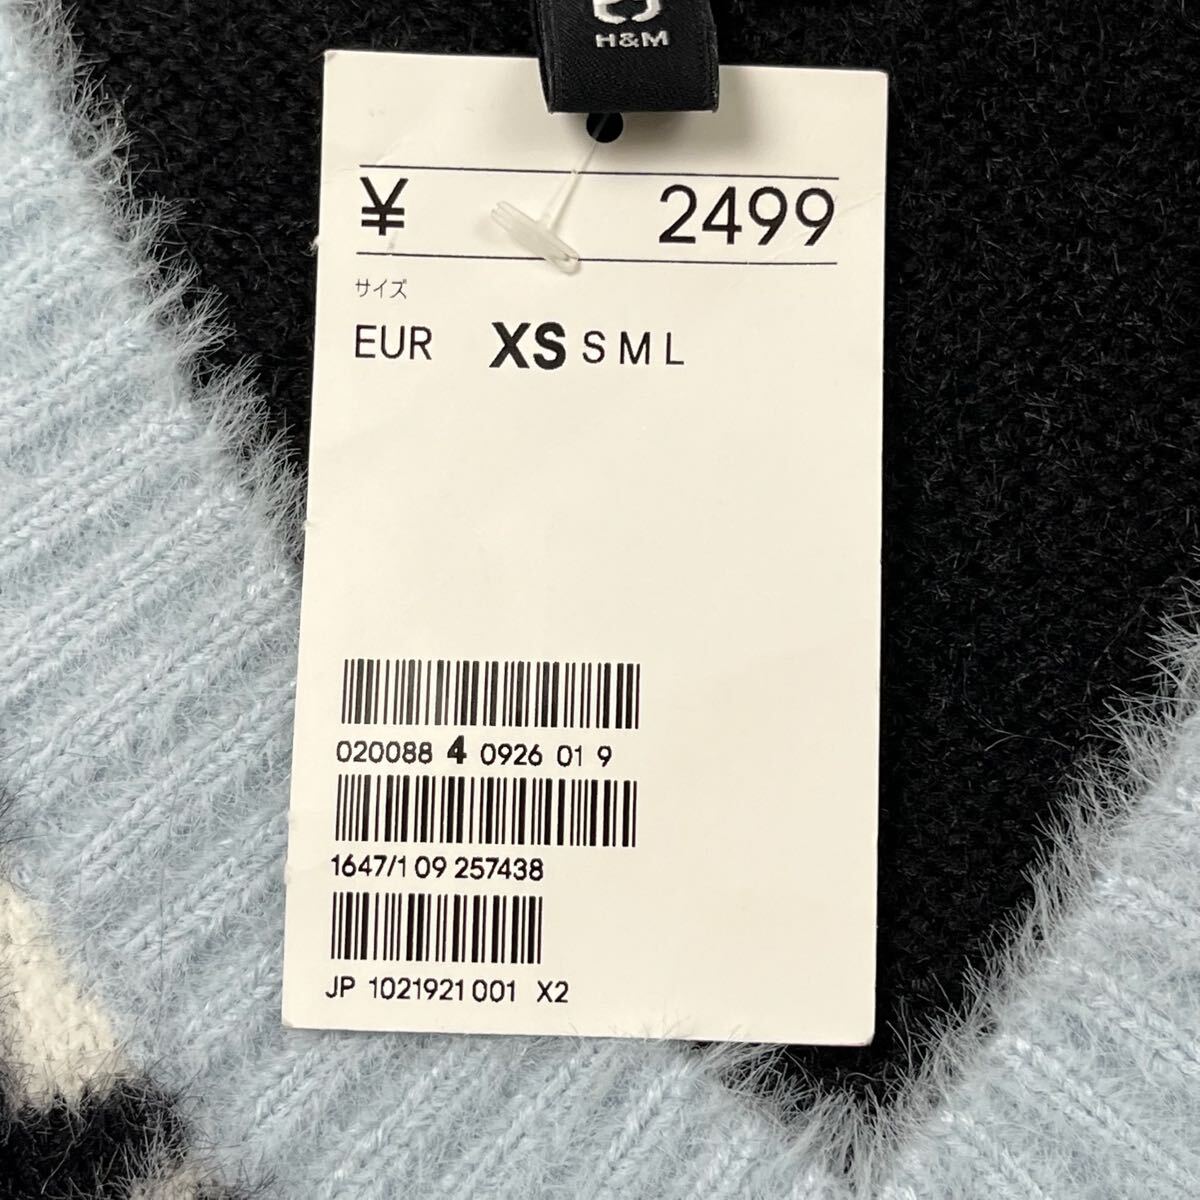 H&M
¥ 2499
サイズ
EUR XS S M L
020088 4 0926 01 9
1647/1 09 257438
JP 1021921 001 X2